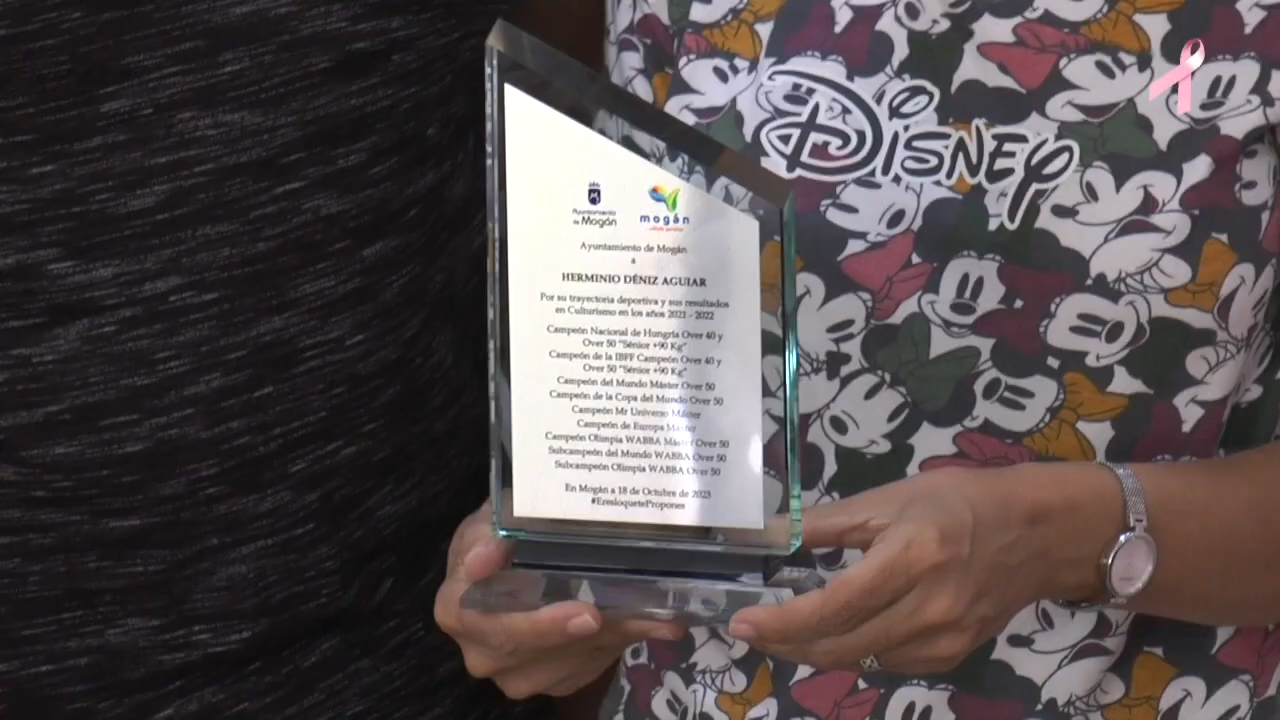 Disney
Ayuntamiento
de Mogán
mogán
Ayuntamiento de Mogán
a
HERMINIO DÉNIZ AGUIAR
Por su trayectoria deportiva y sus resultados
en Culturismo en los años 2021 - 2022
Campeón Nacional de Hungría Over 40 y
Over 50 "Sénior +90 Kg"
Campeón de la IBFF Campeón Over 40 y
Over 50 "Sénior +90 Kg"
Campeón del Mundo Máster Over 50
Campeón de la Copa del Mundo Over 50
Campeón Mr Universo Máster
Campeón de Europa Máster
Campeón Olimpia WABBA Máster Over 50
Subcampeón del Mundo WABBA Over 50
Subcampeón Olimpia WABBA Over 50
En Mogán a 18 de Octubre de 2023
#EresloquetePropones